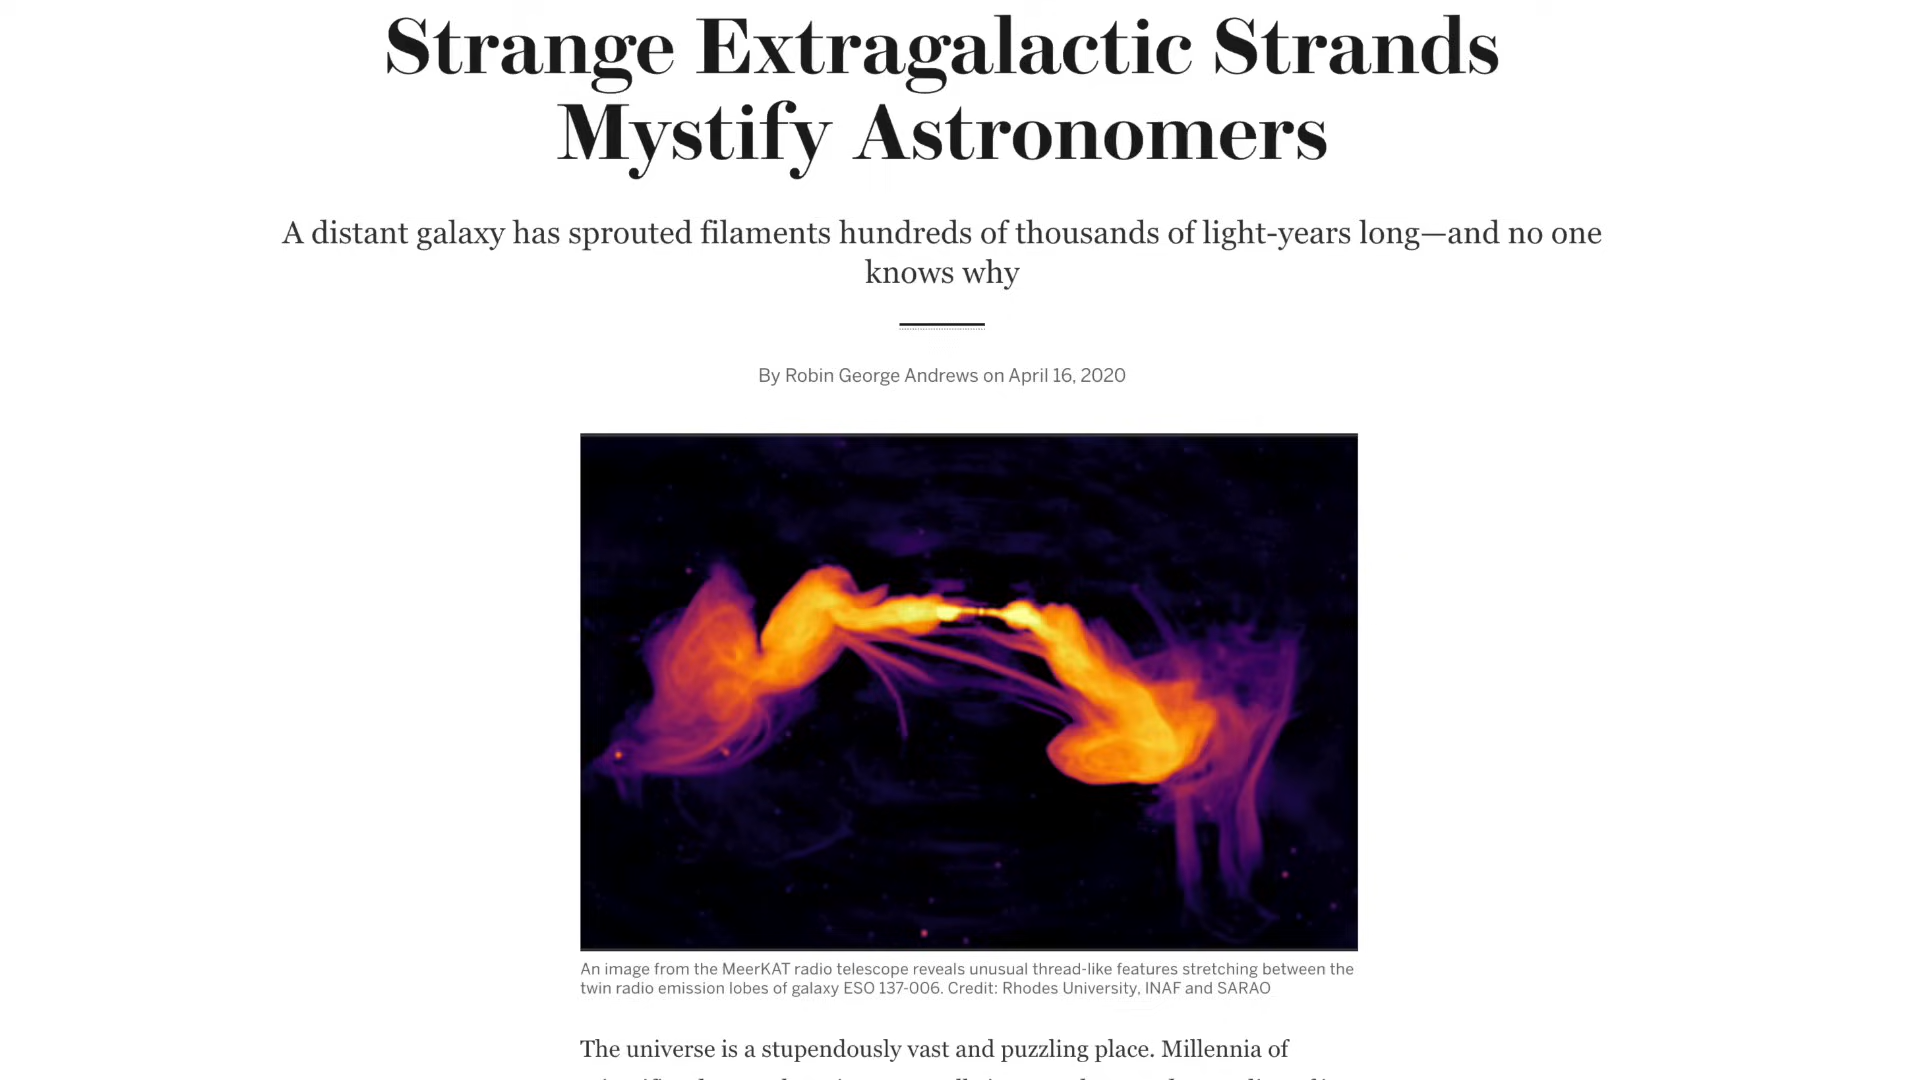 Strange Extragalactic Strands
Mystify Astronomers
A distant galaxy has sprouted filaments hundreds of thousands of light-years long—and no one
knows why
By Robin George Andrews on April 16, 2020
An image from the MeerKAT radio telescope reveals unusual thread-like features stretching between the
twin radio emission lobes of galaxy ESO 137-006. Credit: Rhodes University, INAF and SARAO
The universe is a stupendously vast and puzzling place. Millennia of